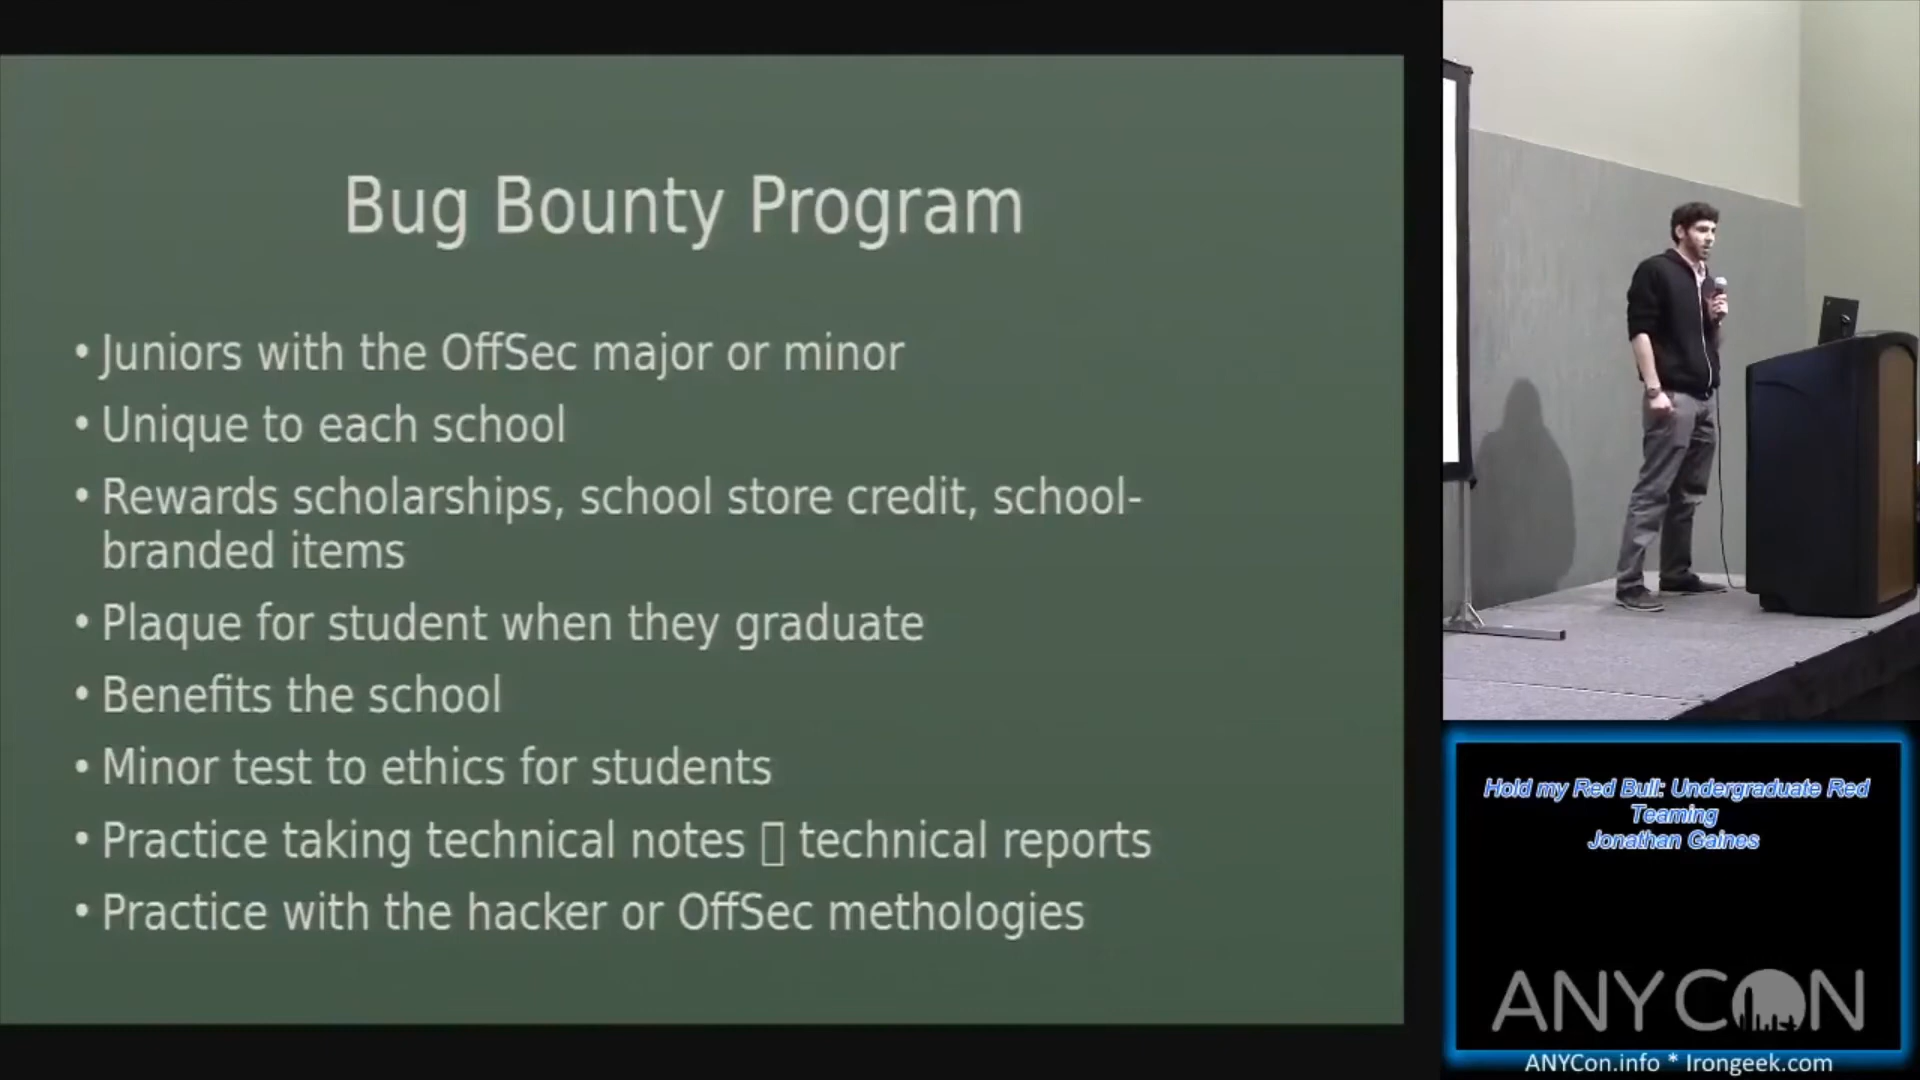 Bug Bounty Program
• Juniors with the OffSec major or minor
• Unique to each school
• Rewards scholarships, school store credit, school-
branded items
• Plaque for student when they graduate
• Benefits the school
• Minor test to ethics for students
• Practice taking technical notes ▯ technical reports
• Practice with the hacker or OffSec methologies
Hold my Red Bull: Undergraduate Red
Teaming
Jonathan Gaines
ANYCON
ANYCon.info * Irongeek.com